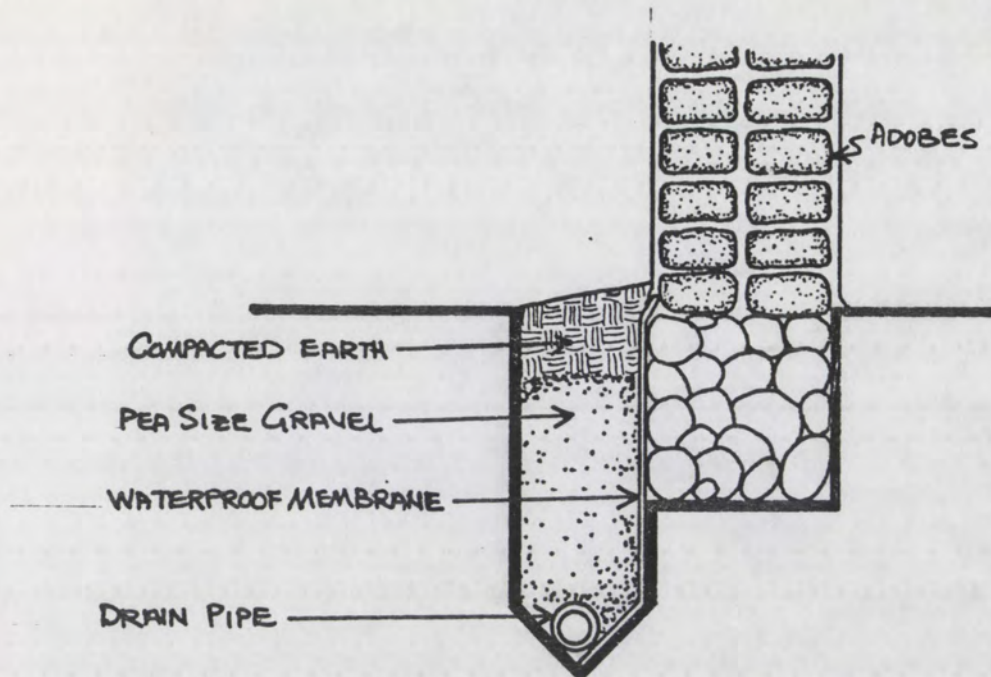 ADOBES
COMPACTED EARTH
PEA SIZE GRAVEL
WATERPROOF MEMBRANE
DRAIN PIPE